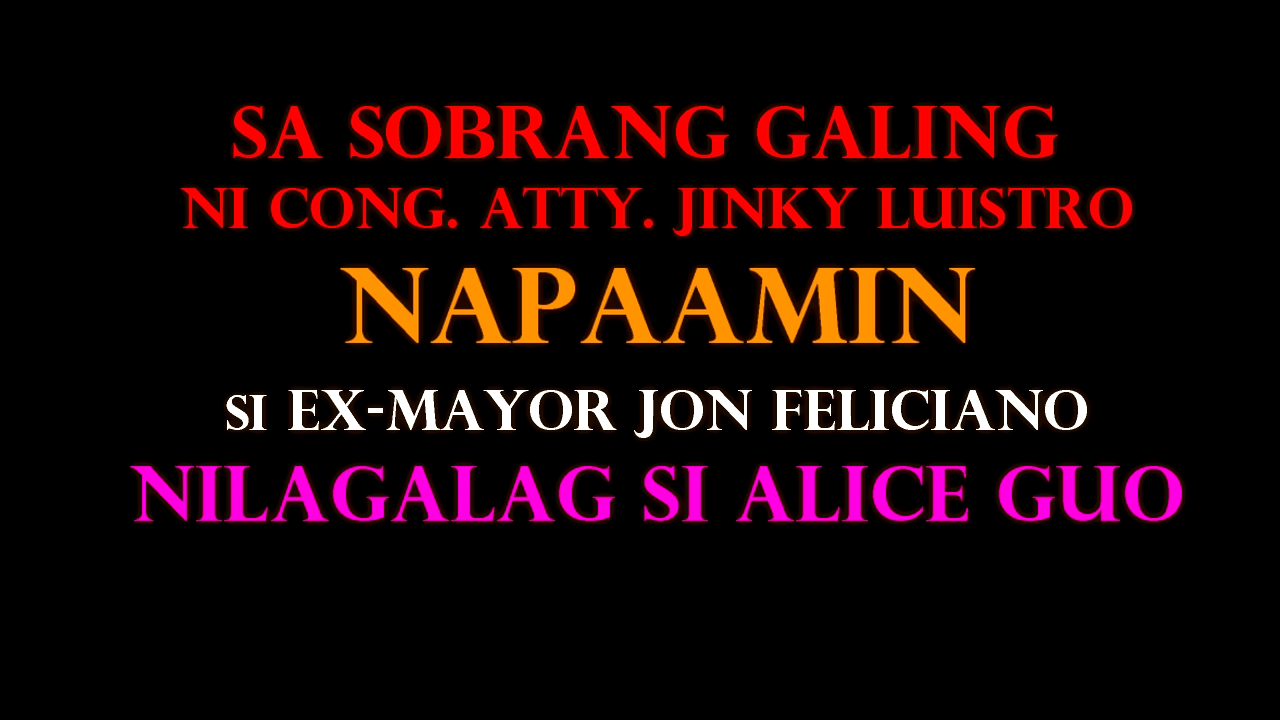 SA SOBRANG GALING
NI CONG. ATTY. JINKY LUISTRO
NAPAAMIN
SI EX-MAYOR JON FELICIANO
NILAGALAG SI ALICE GUO